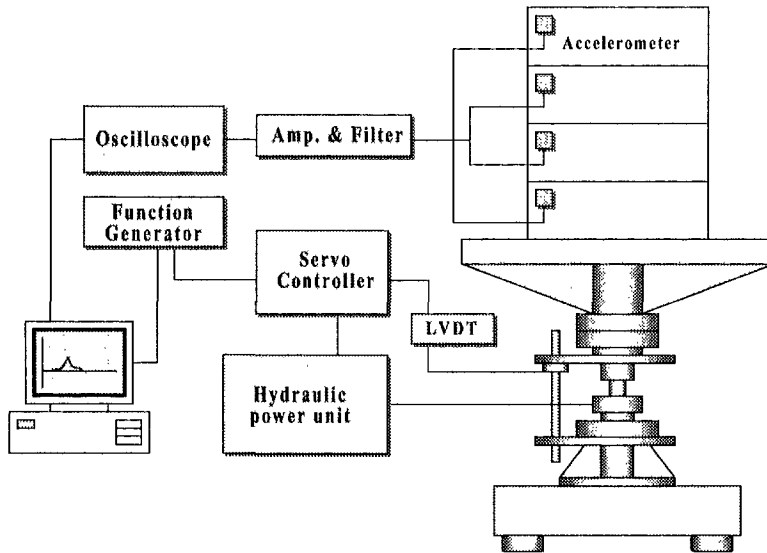 Accelerometer
Oscilloscope
Amp. & Filter
Function
Generator
Servo
Controller
LVDT
Hydraulic
power unit